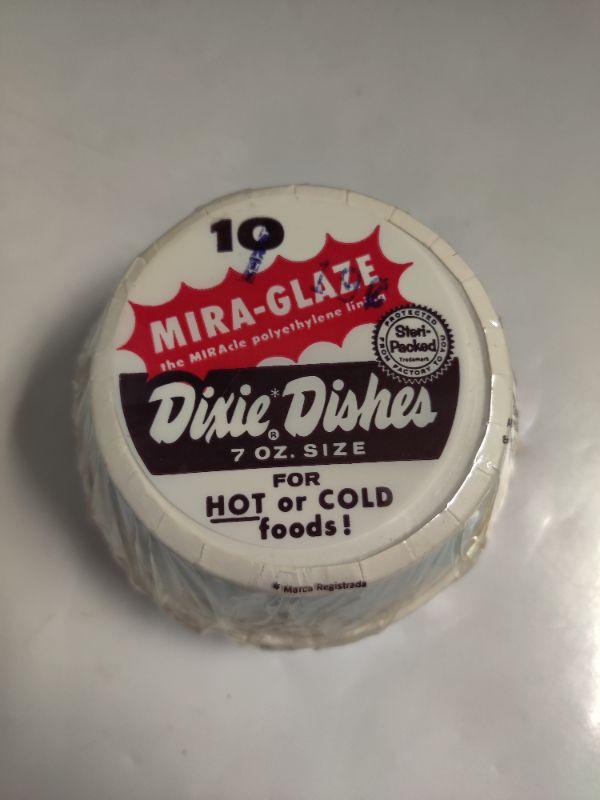 10
MIRA-GLAZE
the MIRAcle polyethylene lining
PROTECTED
Steri-
Packed
Trademark
FROM FACTORY TO YOU
Dixie* Dishes
®
7 OZ. SIZE
FOR
HOT or COLD
foods!
* Marca Registrada